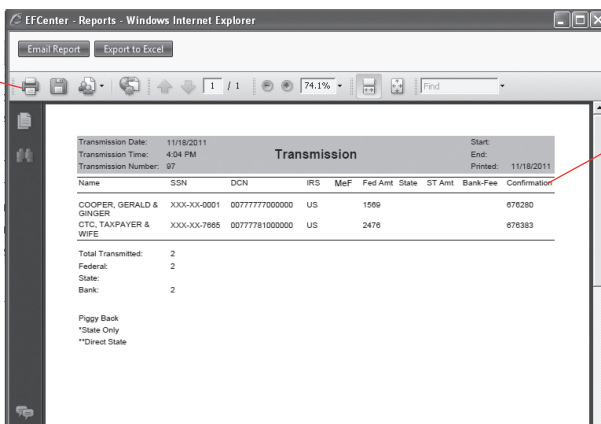 EFCenter - Reports - Windows Internet Explorer
Email Report Export to Excel
1 / 1 74.1% Find
Transmission Date: 11/18/2011 Start:
Transmission Time: 4:04 PM Transmission End:
Transmission Number: 97 Printed: 11/18/2011
Name SSN DCN IRS MeF Fed Amt State ST Amt Bank-Fee Confirmation
COOPER, GERALD & XXX-XX-0001 00777777000000 US 1569 676280
GINGER
CTC, TAXPAYER & XXX-XX-7665 00777781000000 US 2476 676383
WIFE
Total Transmitted: 2
Federal: 2
State:
Bank: 2
Piggy Back
*State Only
**Direct State